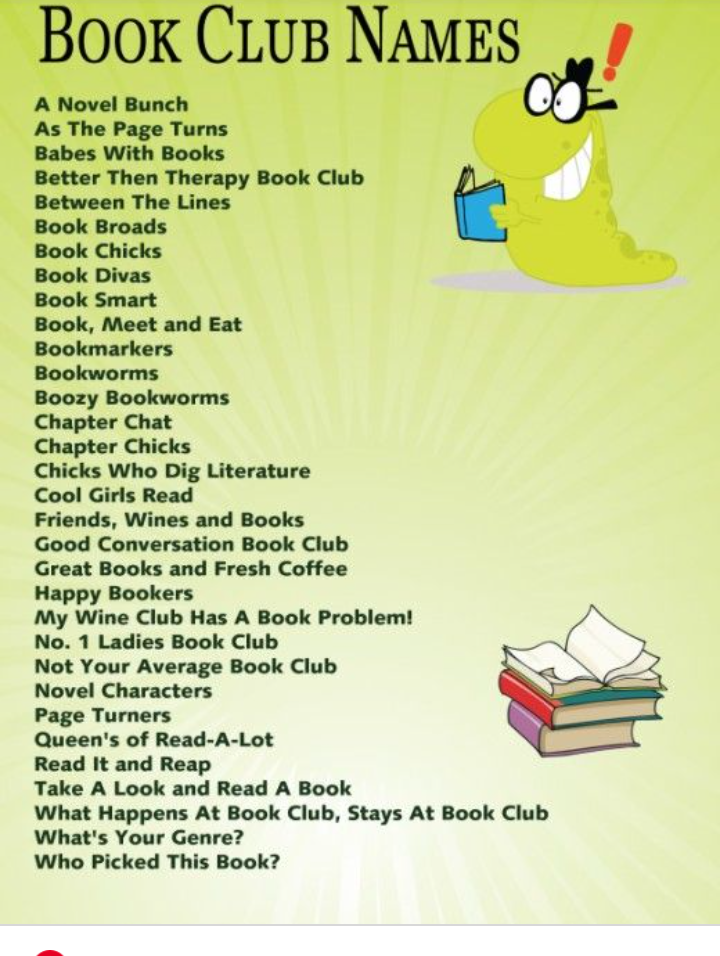 BOOK CLUB NAMES
A Novel Bunch
As The Page Turns
Babes With Books
Better Then Therapy Book Club
Between The Lines
Book Broads
Book Chicks
Book Divas
Book Smart
Book, Meet and Eat
Bookmarkers
Bookworms
Boozy Bookworms
Chapter Chat
Chapter Chicks
Chicks Who Dig Literature
Cool Girls Read
Friends, Wines and Books
Good Conversation Book Club
Great Books and Fresh Coffee
Happy Bookers
My Wine Club Has A Book Problem!
No. 1 Ladies Book Club
Not Your Average Book Club
Novel Characters
Page Turners
Queen's of Read-A-Lot
Read It and Reap
Take A Look and Read A Book
What Happens At Book Club, Stays At Book Club
What's Your Genre?
Who Picked This Book?